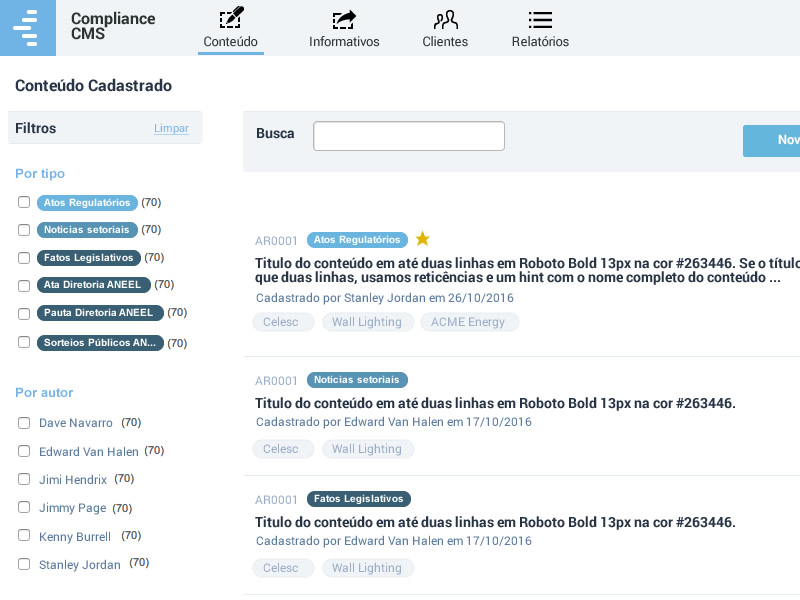 Compliance
CMS
Conteúdo
Informativos
Clientes
Relatórios
Conteúdo Cadastrado
Filtros
Limpar
Por tipo
Atos Regulatórios (70)
Noticias setoriais (70)
Fatos Legislativos (70)
Ata Diretoria ANEEL (70)
Pauta Diretoria ANEEL (70)
Sorteios Públicos AN... (70)
Por autor
Dave Navarro (70)
Edward Van Halen (70)
Jimi Hendrix (70)
Jimmy Page (70)
Kenny Burrell (70)
Stanley Jordan (70)
Busca
Nov
AR0001 Atos Regulatórios
Titulo do conteúdo em até duas linhas em Roboto Bold 13px na cor #263446. Se o título
que duas linhas, usamos reticências e um hint com o nome completo do conteúdo ...
Cadastrado por Stanley Jordan em 26/10/2016
Celesc Wall Lighting ACME Energy
AR0001 Noticias setoriais
Titulo do conteúdo em até duas linhas em Roboto Bold 13px na cor #263446.
Cadastrado por Edward Van Halen em 17/10/2016
Celesc Wall Lighting
AR0001 Fatos Legislativos
Titulo do conteúdo em até duas linhas em Roboto Bold 13px na cor #263446.
Cadastrado por Edward Van Halen em 17/10/2016
Celesc Wall Lighting